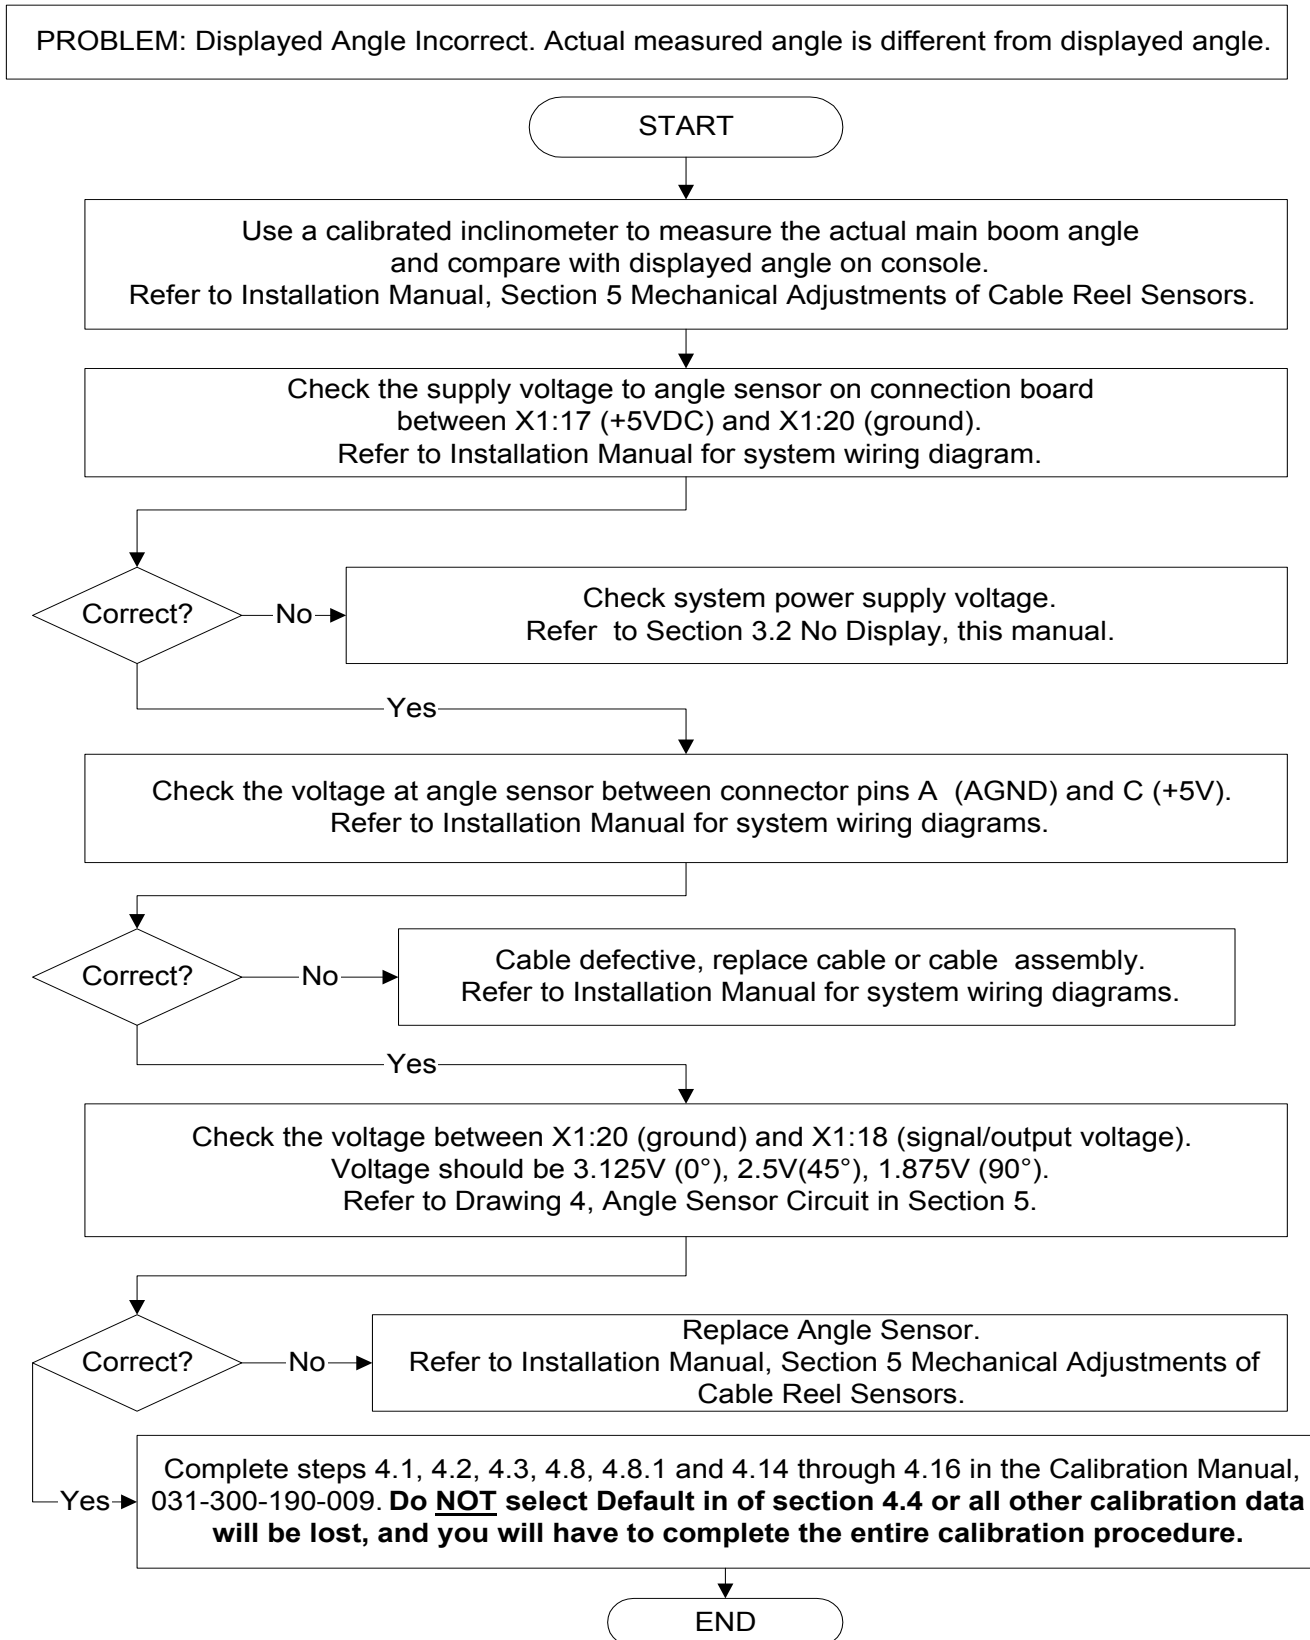 PROBLEM: Displayed Angle Incorrect. Actual measured angle is different from displayed angle.
START
Use a calibrated inclinometer to measure the actual main boom angle
and compare with displayed angle on console.
Refer to Installation Manual, Section 5 Mechanical Adjustments of Cable Reel Sensors.
Check the supply voltage to angle sensor on connection board
between X1:17 (+5VDC) and X1:20 (ground).
Refer to Installation Manual for system wiring diagram.
Correct?
No
Check system power supply voltage.
Refer to Section 3.2 No Display, this manual.
Yes
Check the voltage at angle sensor between connector pins A (AGND) and C (+5V).
Refer to Installation Manual for system wiring diagrams.
Correct?
No
Cable defective, replace cable or cable assembly.
Refer to Installation Manual for system wiring diagrams.
Yes
Check the voltage between X1:20 (ground) and X1:18 (signal/output voltage).
Voltage should be 3.125V (0°), 2.5V(45°), 1.875V (90°).
Refer to Drawing 4, Angle Sensor Circuit in Section 5.
Correct?
No
Replace Angle Sensor.
Refer to Installation Manual, Section 5 Mechanical Adjustments of
Cable Reel Sensors.
Yes
Complete steps 4.1, 4.2, 4.3, 4.8, 4.8.1 and 4.14 through 4.16 in the Calibration Manual,
031-300-190-009. Do NOT select Default in of section 4.4 or all other calibration data
will be lost, and you will have to complete the entire calibration procedure.
END